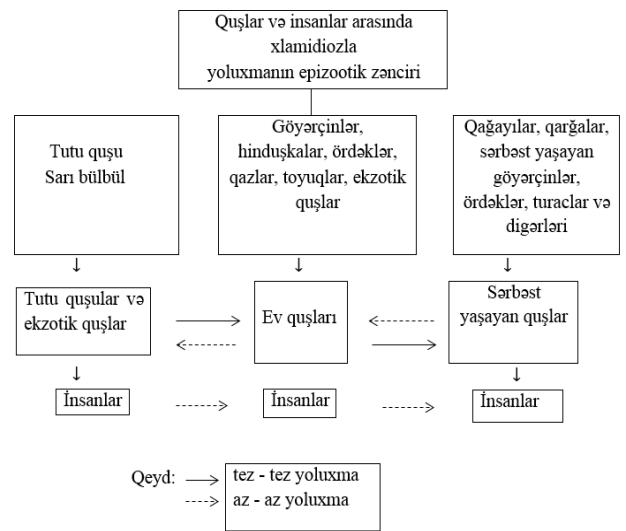 Quşlar və insanlar arasında
xlamidiozla
yoluxmanın epizootik zənciri
Tutu quşu
Sarı bülbül
Göyərçinlər,
hinduşkalar, ördəklər,
qazlar, toyuqlar, ekzotik
quşlar
Qağayılar, qarğalar,
sərbəst yaşayan
göyərçinlər,
ördəklər, turaclar və
digərləri
↓ ↓ ↓
Tutu quşular və
ekzotik quşlar
Ev quşları
Sərbəst
yaşayan quşlar
↓ ↓
İnsanlar
İnsanlar
İnsanlar
Qeyd:
tez - tez yoluxma
az - az yoluxma